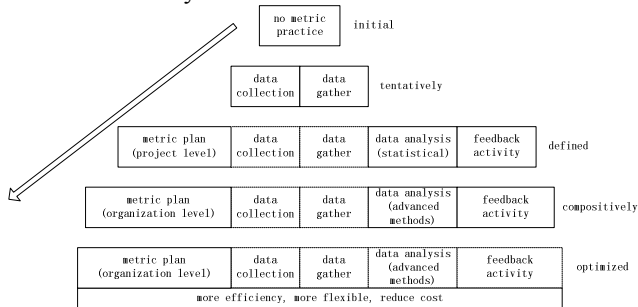 no metric
practice
initial
data
collection
data
gather
tentatively
metric plan
(project level)
data
collection
data
gather
data analysis
(statistical)
feedback
activity
defined
metric plan
(organization level)
data
collection
data
gather
data analysis
(advanced
methods)
feedback
activity
compositively
metric plan
(organization level)
data
collection
data
gather
data analysis
(advanced
methods)
feedback
activity
optimized
more efficiency, more flexible, reduce cost